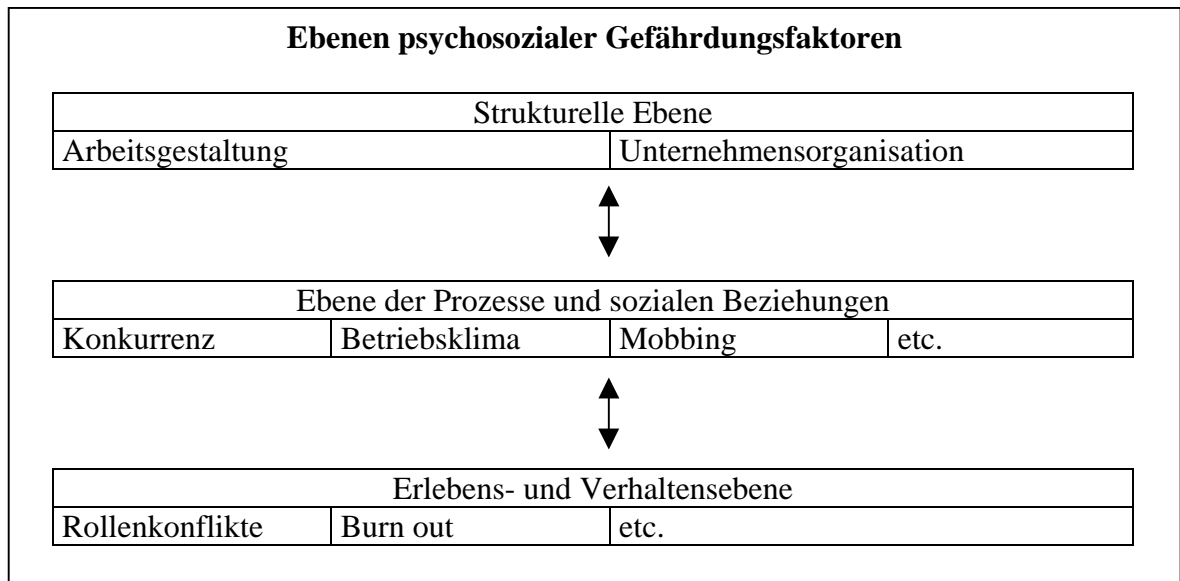 Ebenen psychosozialer Gefährdungsfaktoren
Strukturelle Ebene
Arbeitsgestaltung Unternehmensorganisation
Ebene der Prozesse und sozialen Beziehungen
Konkurrenz Betriebsklima Mobbing etc.
Erlebens- und Verhaltensebene
Rollenkonflikte Burn out etc.